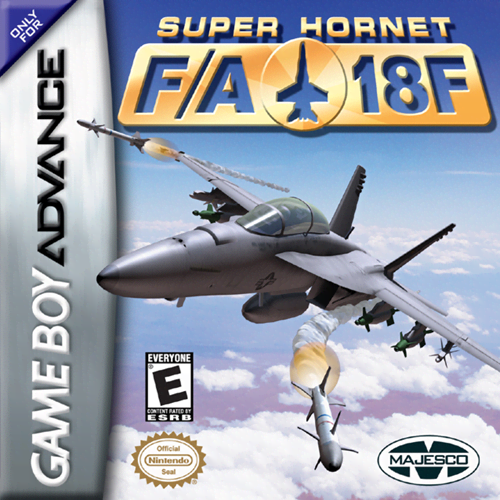 ONLY
FOR
GAME BOY ADVANCE
SUPER HORNET
F/A 18F
EVERYONE
E
CONTENT RATED BY
ESRB
Official
Nintendo
Seal
MAJESCO